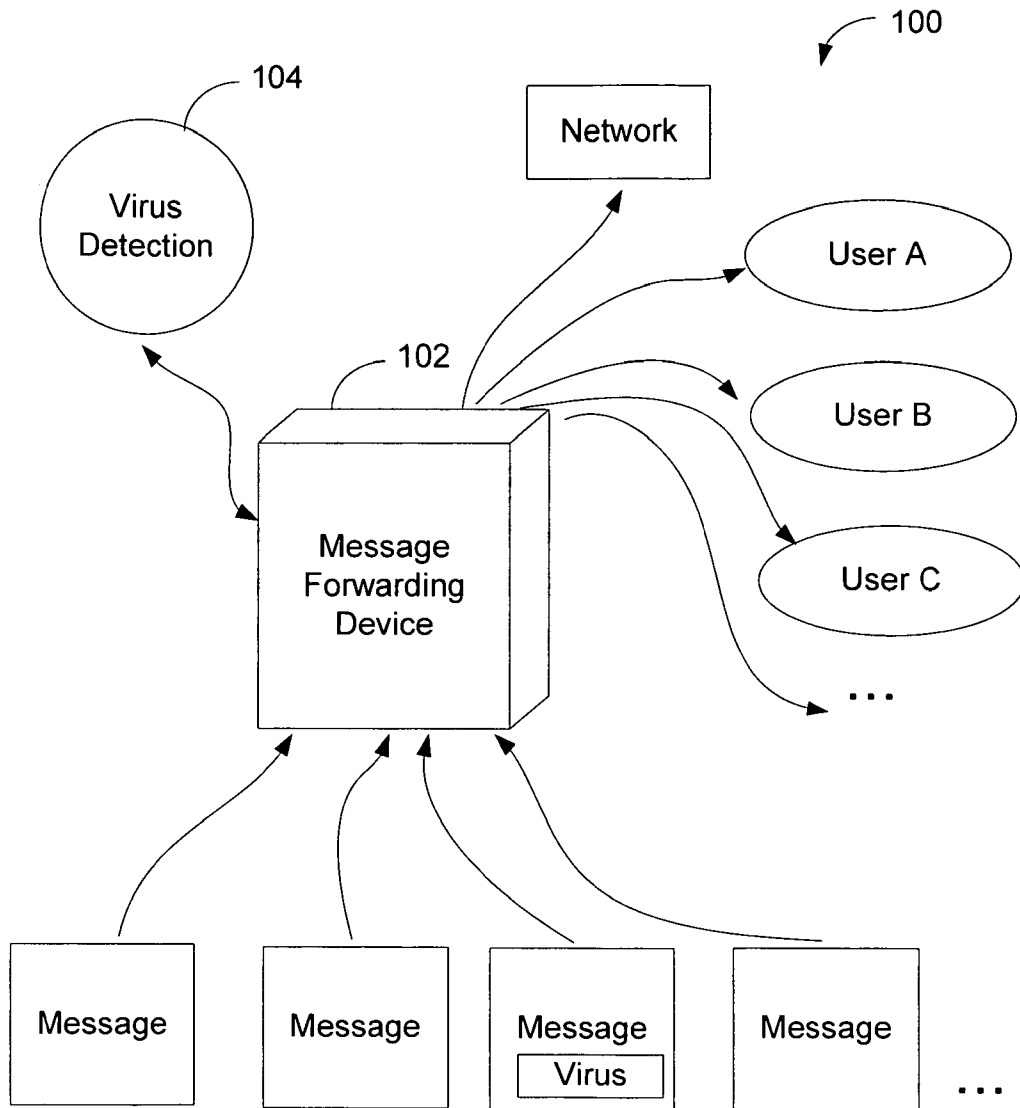 100
104
Network
Virus
Detection
User A
102
User B
Message
Forwarding
Device
User C
...
Message
Message
Message
Virus
Message
...